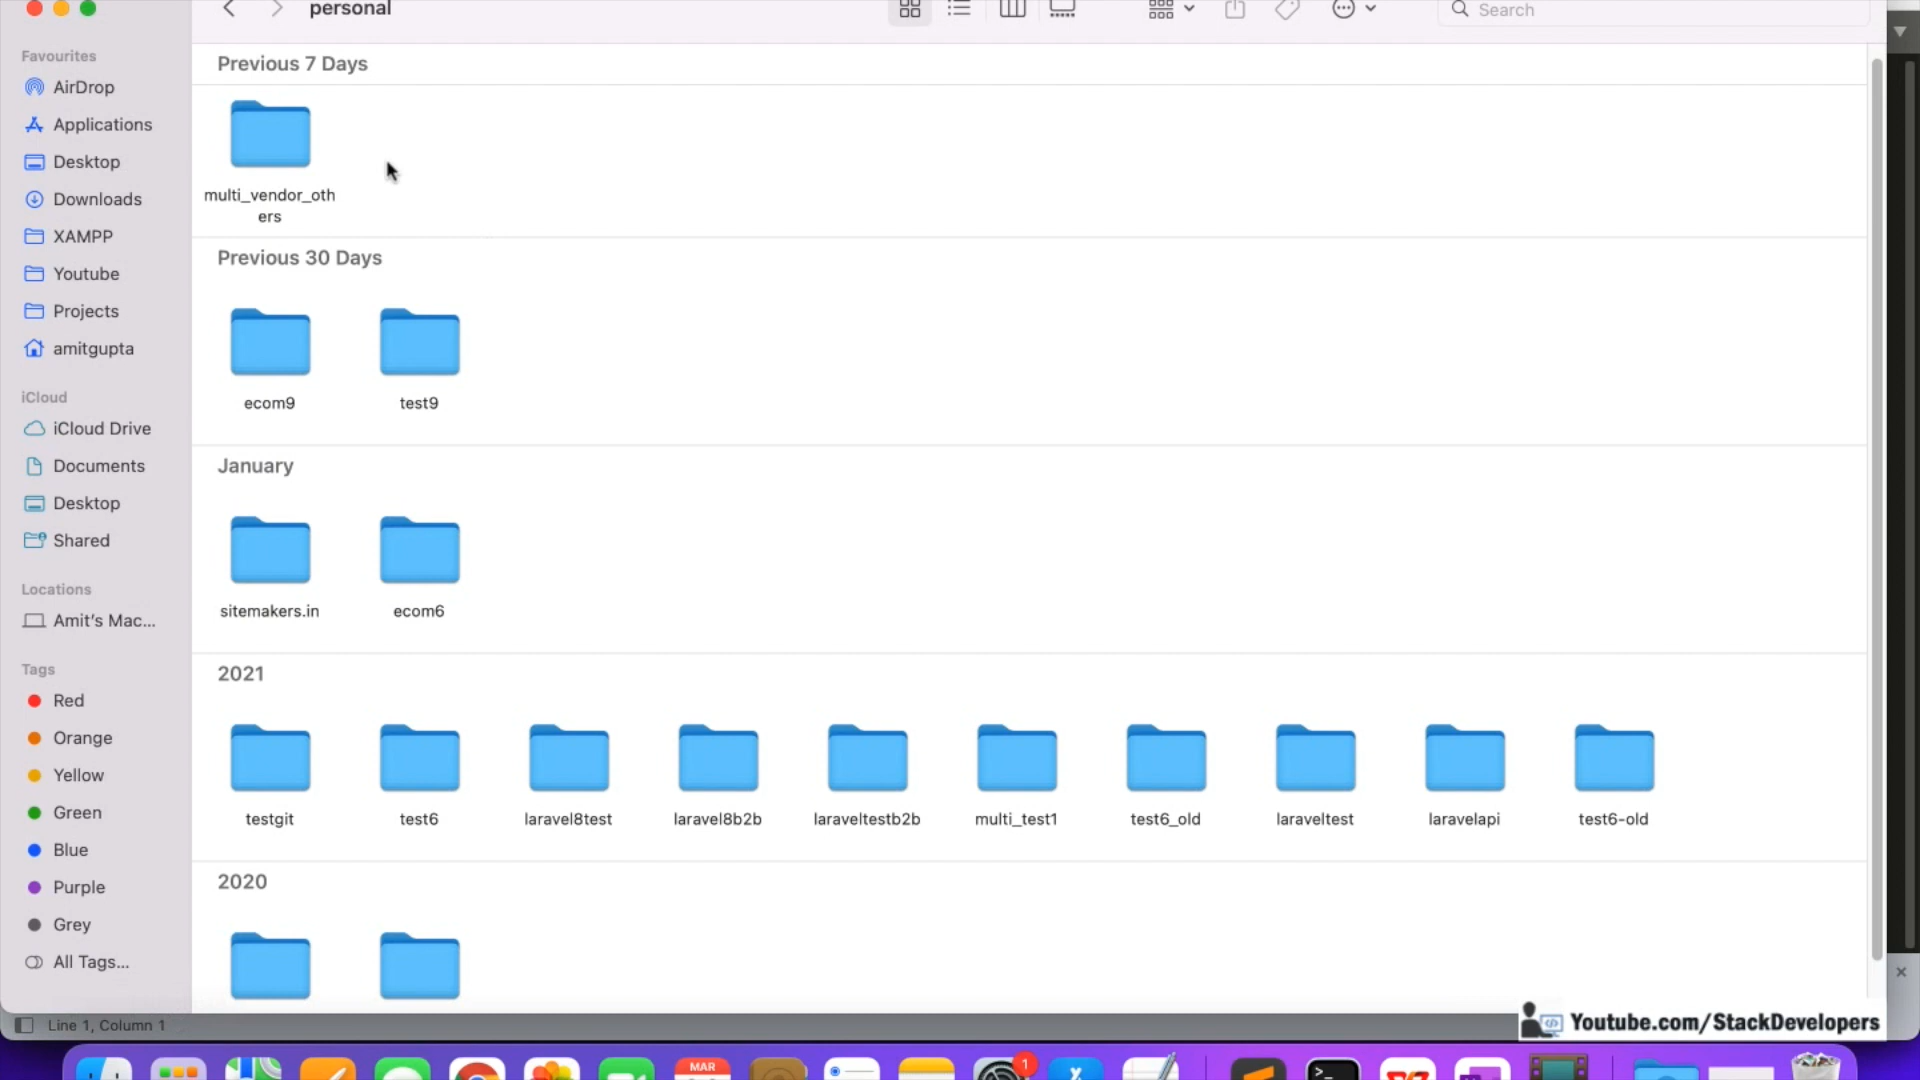 personal
Search
Favourites
AirDrop
Applications
Desktop
Downloads
XAMPP
Youtube
Projects
amitgupta
iCloud
iCloud Drive
Documents
Desktop
Shared
Locations
Amit's Mac...
Tags
Red
Orange
Yellow
Green
Blue
Purple
Grey
All Tags...
Previous 7 Days
multi_vendor_oth
ers
Previous 30 Days
ecom9 test9
January
sitemakers.in ecom6
2021
testgit test6 laravel8test laravel8b2b laraveltestb2b multi_test1 test6_old laraveltest laravelapi test6-old
2020
Line 1, Column 1
Youtube.com/StackDevelopers
MAR
1